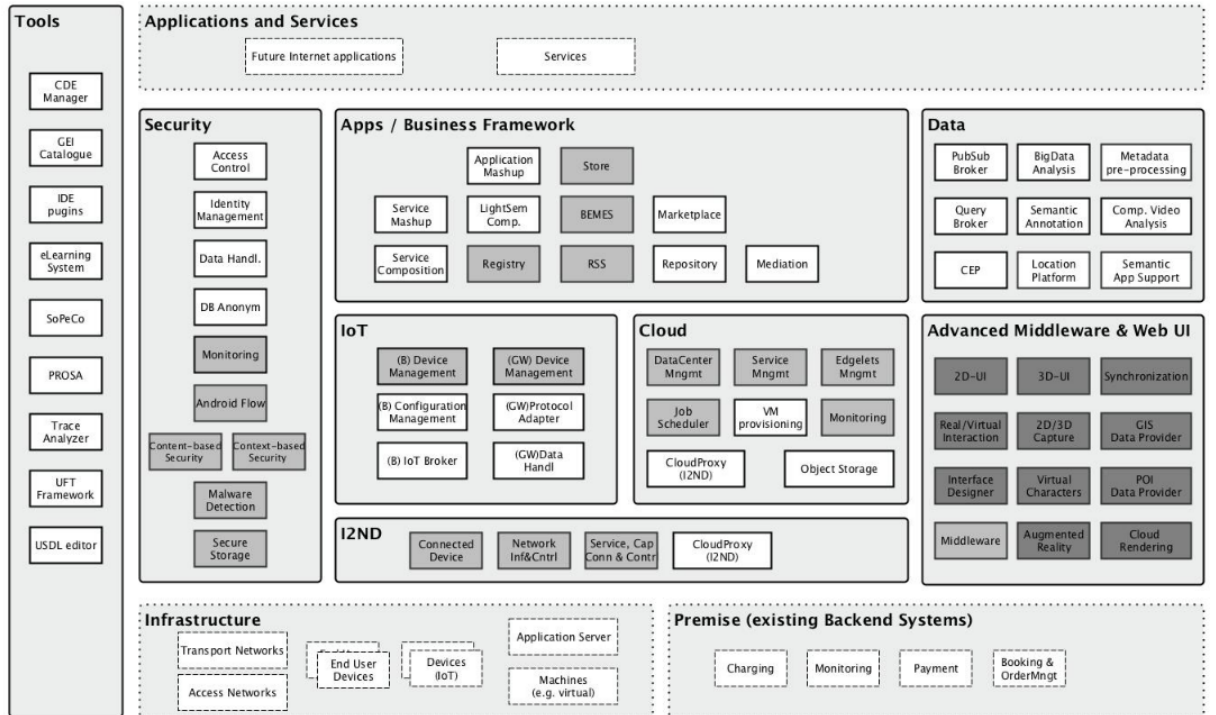 Tools
CDE
Manager
GEI
Catalogue
IDE
pugins
eLearning
System
SoPeCo
PROSA
Trace
Analyzer
UFT
Framework
USDL editor
Applications and Services
Future Internet applications
Services
Security
Access
Control
Identity
Management
Data Handl.
DB Anonym
Monitoring
Android Flow
Content-based
Security
Context-based
Security
Malware
Detection
Secure
Storage
Apps / Business Framework
Application
Mashup
Store
Service
Mashup
LightSem
Comp.
BEMES
Marketplace
Service
Composition
Registry
RSS
Repository
Mediation
Data
PubSub
Broker
BigData
Analysis
Metadata
pre-processing
Query
Broker
Semantic
Annotation
Comp. Video
Analysis
CEP
Location
Platform
Semantic
App Support
IoT
(B) Device
Management
(GW) Device
Management
(B) Configuration
Management
(GW)Protocol
Adapter
(B) IoT Broker
(GW)Data
Handl
Cloud
DataCenter
Mngmt
Service
Mngmt
Edgelets
Mngmt
Job
Scheduler
VM
provisioning
Monitoring
CloudProxy
(I2ND)
Object Storage
Advanced Middleware & Web UI
2D-UI
3D-UI
Synchronization
Real/Virtual
Interaction
2D/3D
Capture
GIS
Data Provider
Interface
Designer
Virtual
Characters
POI
Data Provider
Middleware
Augmented
Reality
Cloud
Rendering
I2ND
Connected
Device
Network
Inf&Cntrl
Service, Cap
Conn & Contr
CloudProxy
(I2ND)
Infrastructure
Transport Networks
Access Networks
End User
Devices
Devices
(IoT)
Application Server
Machines
(e.g. virtual)
Premise (existing Backend Systems)
Charging
Monitoring
Payment
Booking &
OrderMngt